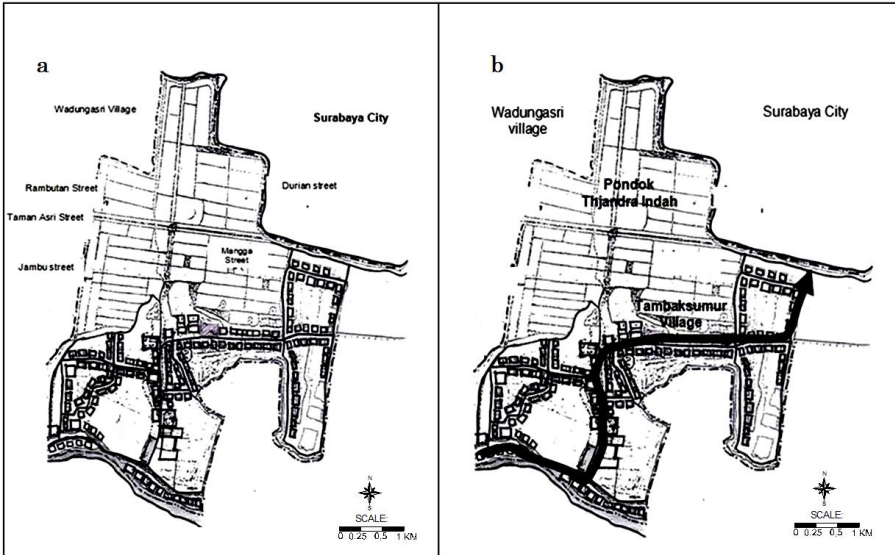 a
Wadungasri Village
Surabaya City
Rambutan Street
Durian street
Taman Asri Street
Mangga
Street
Jambu street
N
S
SCALE:
0 0.25 0,5 1 KM
b
Wadungasri
village
Surabaya City
Pondok
Thjandra Indah
Tambaksumur
Village
N
S
SCALE:
0 0.25 0,5 1 KM